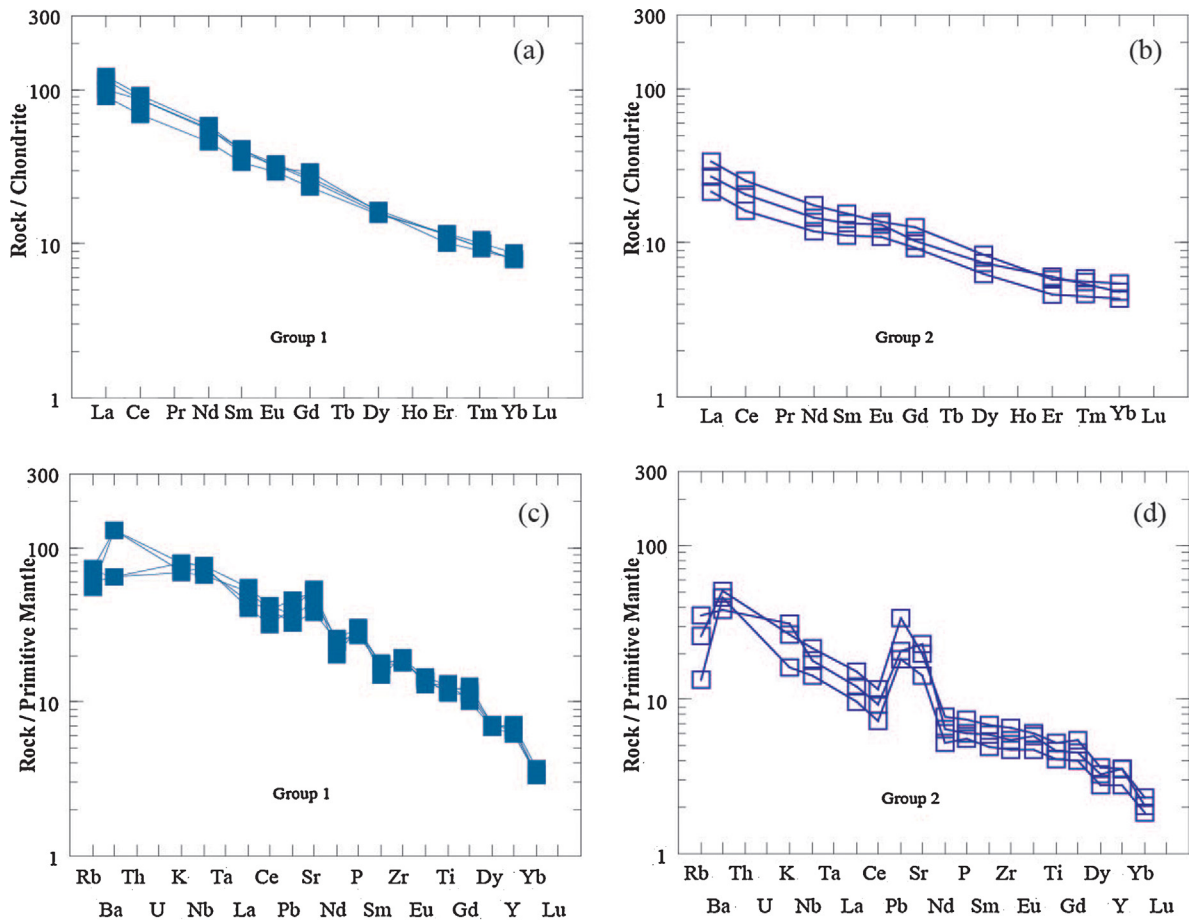 300
100
10
1
Rock / Chondrite
(a)
Group 1
La Ce Pr Nd Sm Eu Gd Tb Dy Ho Er Tm Yb Lu
300
100
10
1
Rock / Chondrite
(b)
Group 2
La Ce Pr Nd Sm Eu Gd Tb Dy Ho Er Tm Yb Lu
300
100
10
1
Rock / Primitive Mantle
(c)
Group 1
Rb Th K Ta Ce Sr P Zr Ti Dy Yb
Ba U Nb La Pb Nd Sm Eu Gd Y Lu
300
100
10
1
Rock / Primitive Mantle
(d)
Group 2
Rb Th K Ta Ce Sr P Zr Ti Dy Yb
Ba U Nb La Pb Nd Sm Eu Gd Y Lu